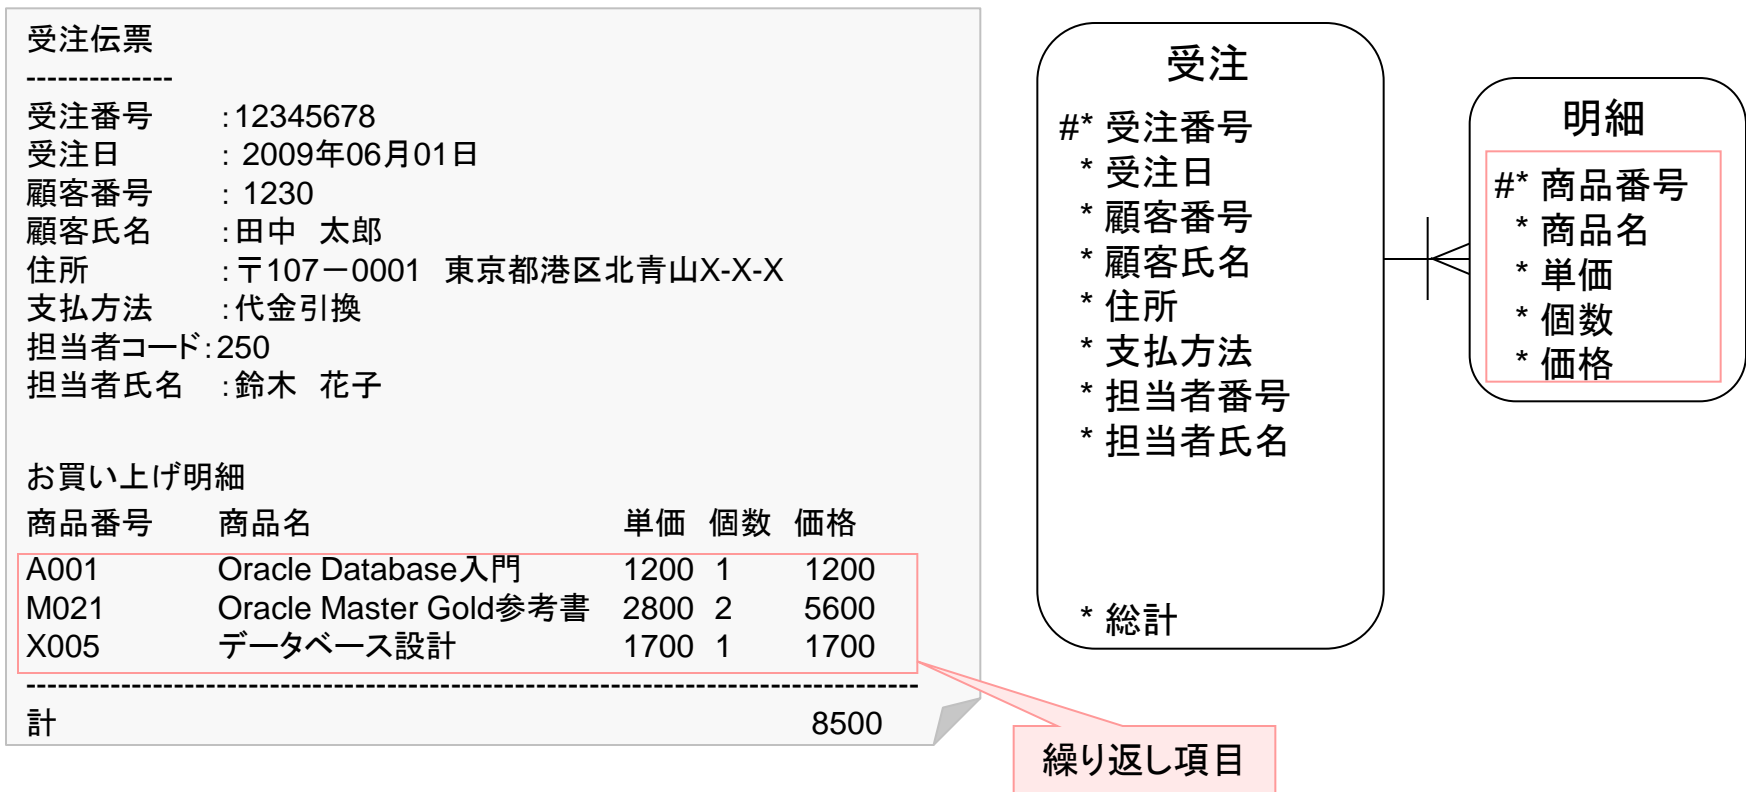 受注伝票
--------------
受注番号 :12345678
受注日 : 2009年06月01日
顧客番号 : 1230
顧客氏名 :田中 太郎
住所 :〒107－0001 東京都港区北青山X-X-X
支払方法 :代金引換
担当者コード:250
担当者氏名 :鈴木 花子
お買い上げ明細
商品番号 商品名 単価 個数 価格
A001 Oracle Database入門 1200 1 1200
M021 Oracle Master Gold参考書 2800 2 5600
X005 データベース設計 1700 1 1700
-------------------------------------------------------------------------------------
計 8500
繰り返し項目
受注
#* 受注番号
* 受注日
* 顧客番号
* 顧客氏名
* 住所
* 支払方法
* 担当者番号
* 担当者氏名
* 総計
明細
#* 商品番号
* 商品名
* 単価
* 個数
* 価格